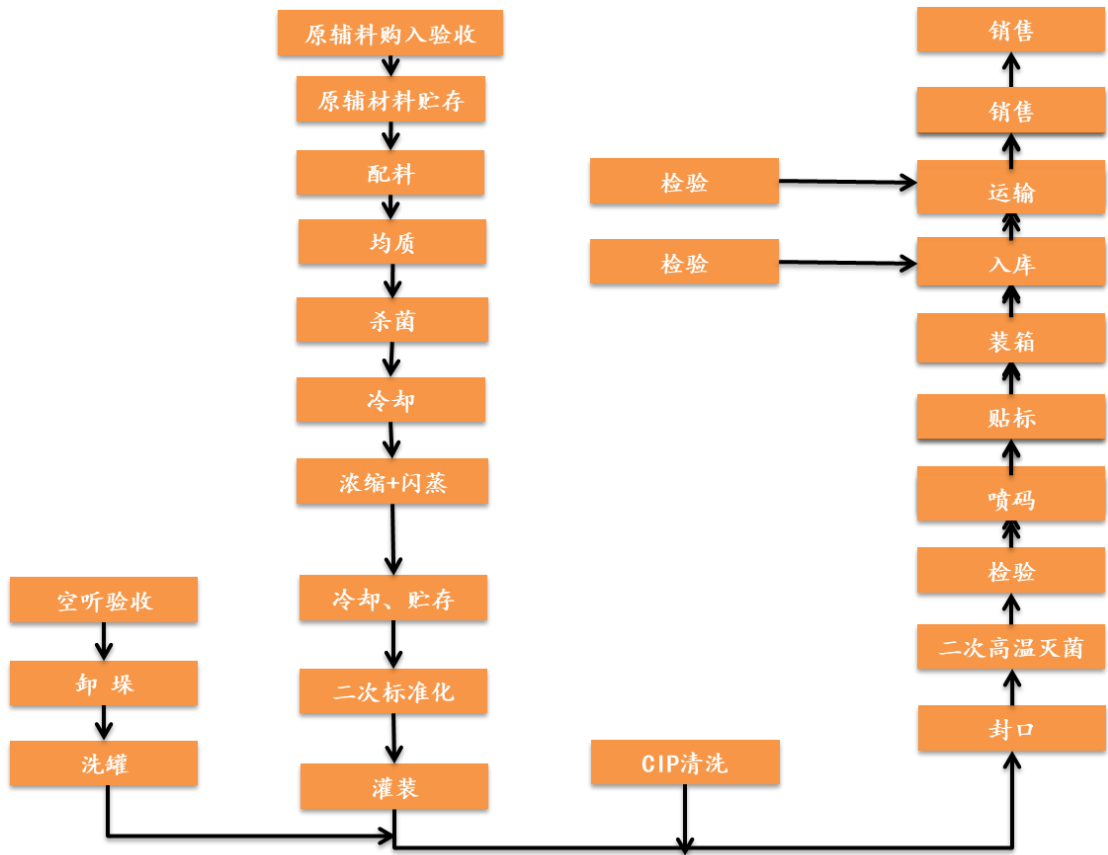 原辅料购入验收
原辅材料贮存
配料
均质
杀菌
冷却
浓缩+闪蒸
冷却、贮存
二次标准化
灌装
空听验收
卸 垛
洗罐
CIP清洗
检验
检验
销售
销售
运输
入库
装箱
贴标
喷码
检验
二次高温灭菌
封口